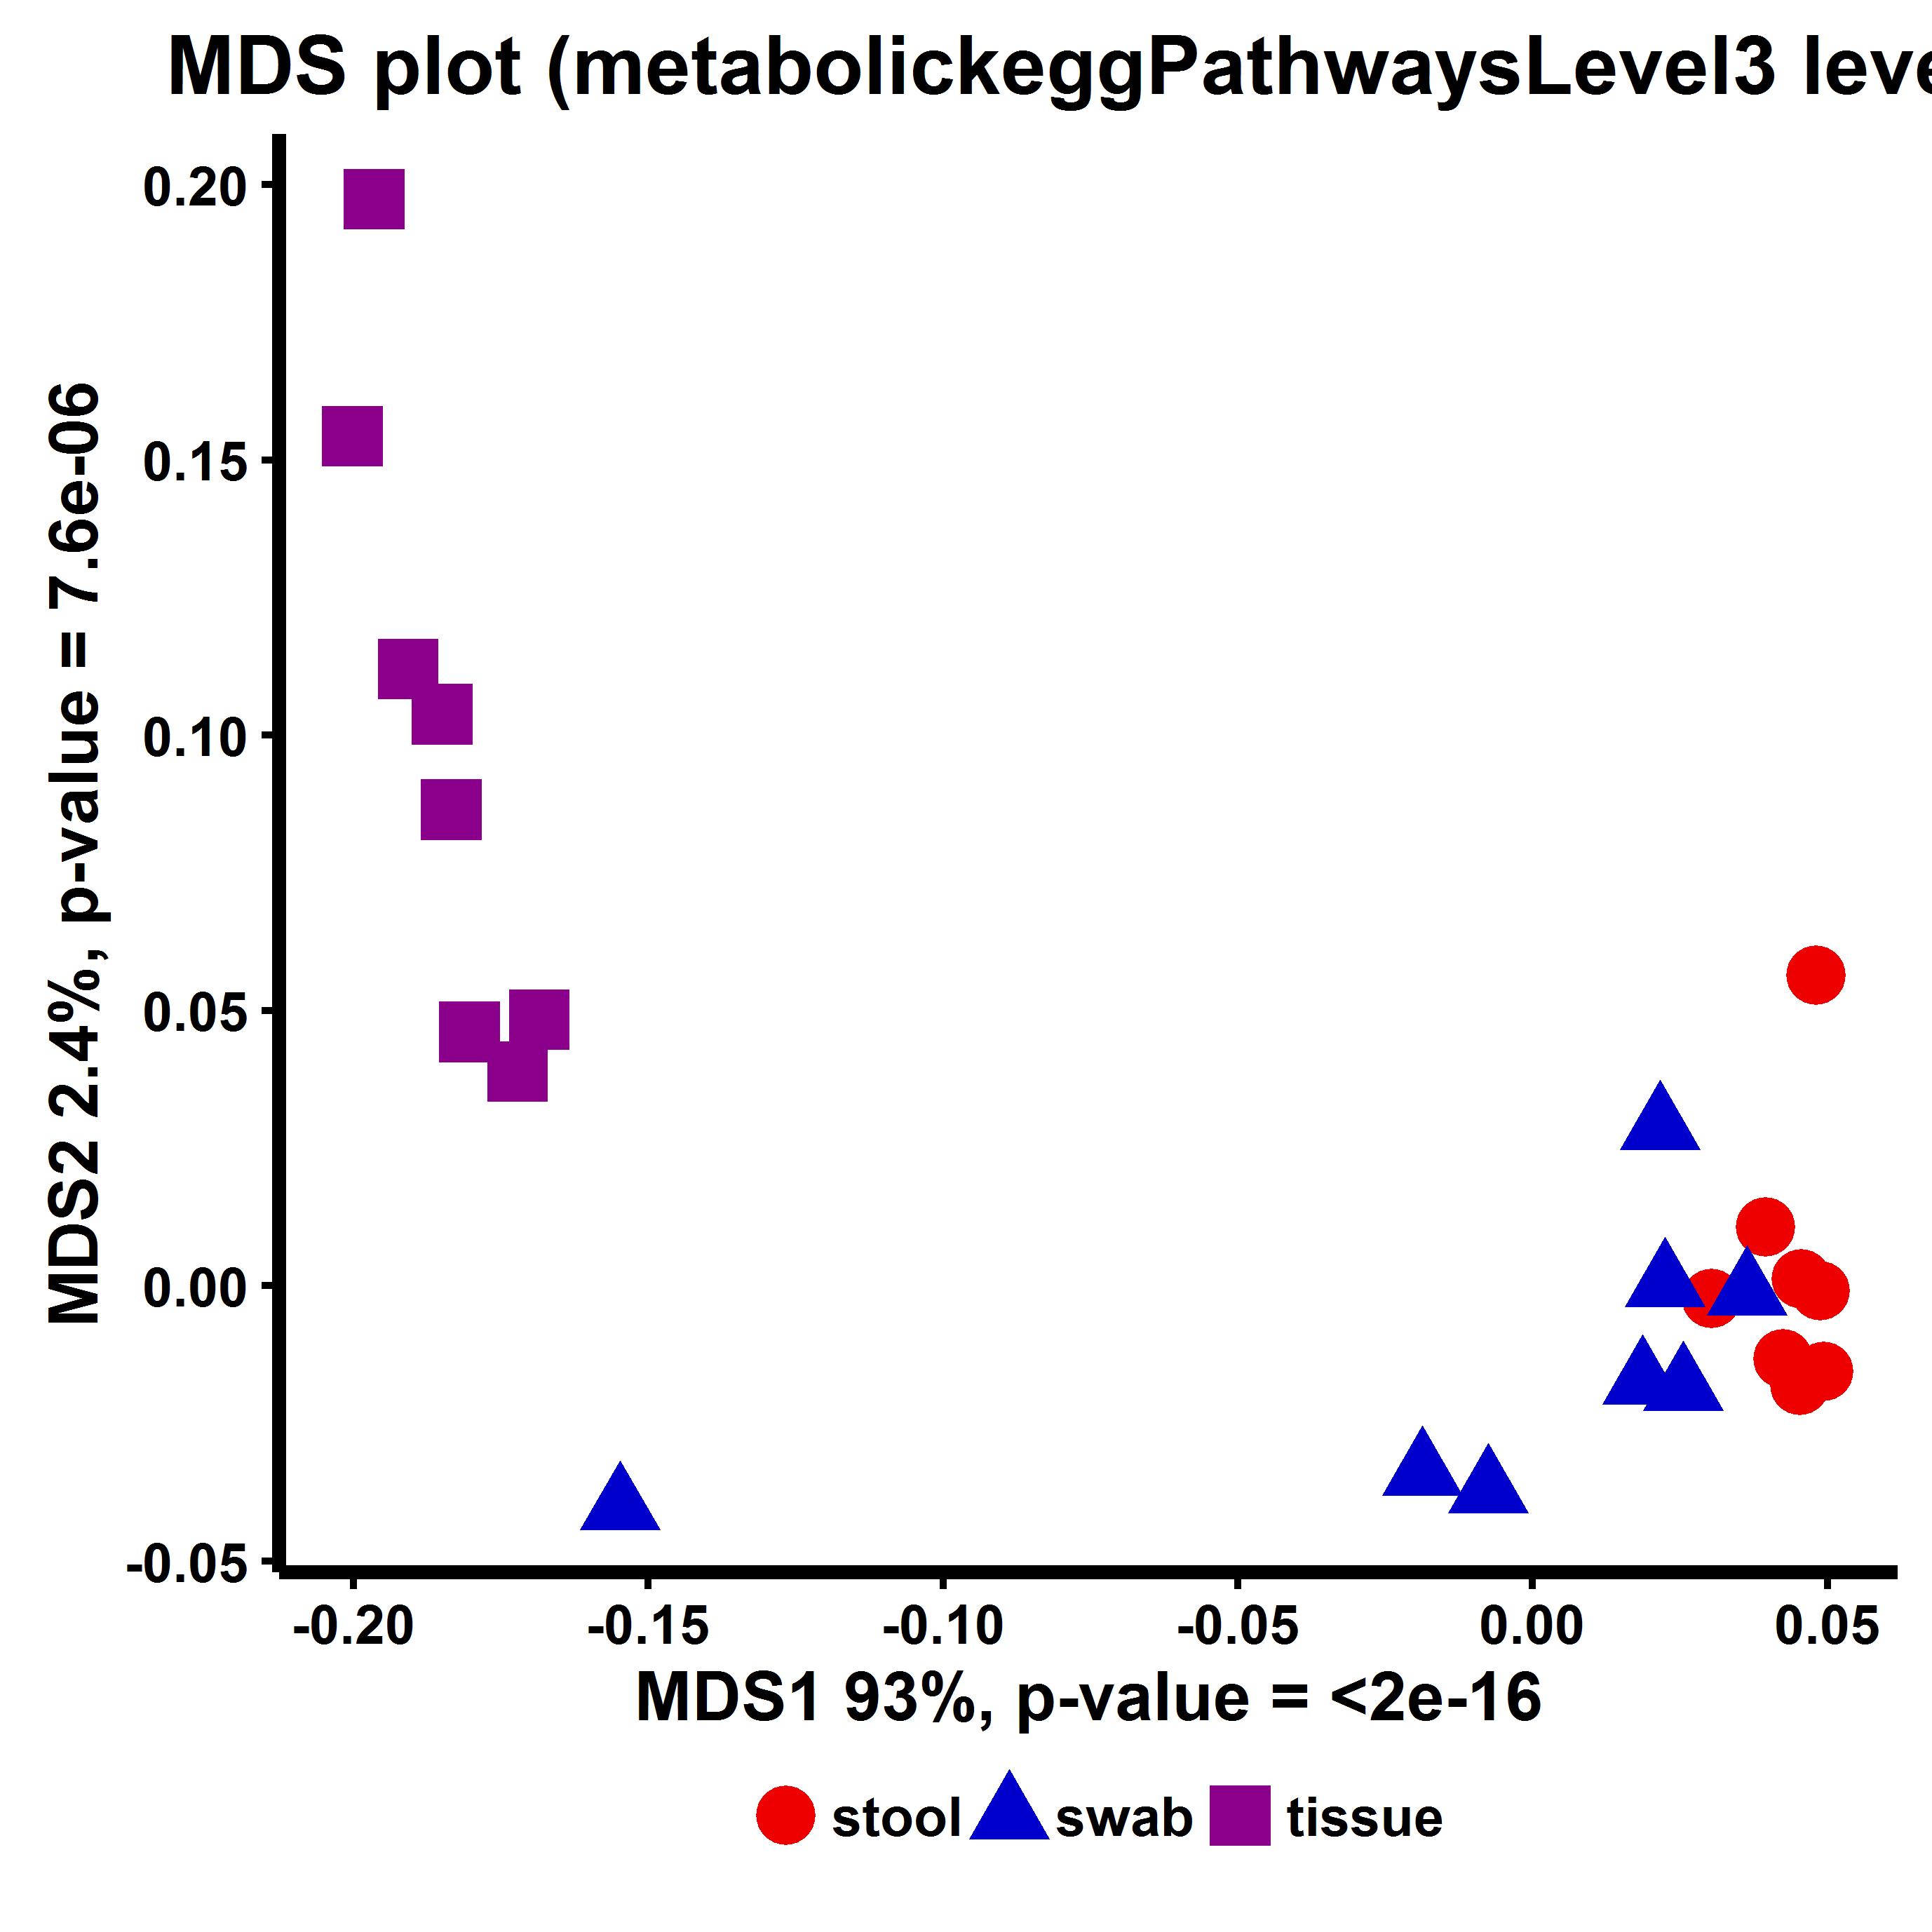 MDS plot (metabolickeggPathwaysLevel3 leve
MDS2 2.4%, p-value = 7.6e-06
0.20
0.15
0.10
0.05
0.00
-0.05
-0.20 -0.15 -0.10 -0.05 0.00 0.05
MDS1 93%, p-value = <2e-16
stool swab tissue